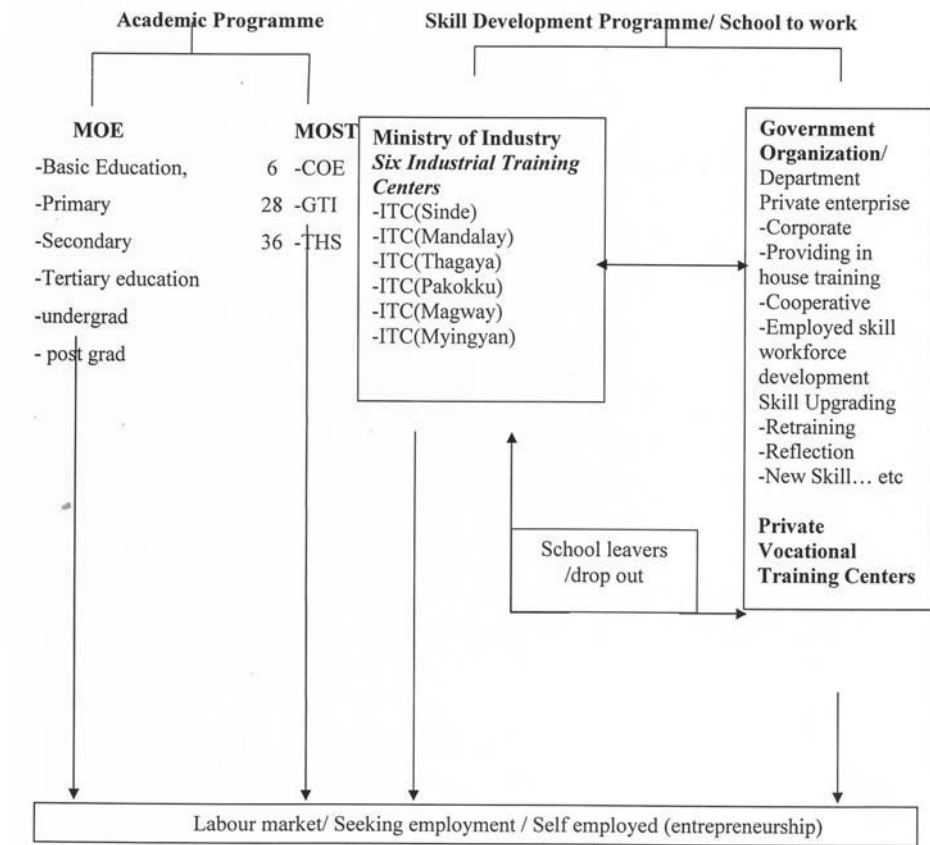 Academic Programme
Skill Development Programme/ School to work
MOE
-Basic Education,
-Primary
-Secondary
-Tertiary education
-undergrad
- post grad
MOST
6 -COE
28 -GTI
36 -THS
Ministry of Industry
Six Industrial Training
Centers
-ITC(Sinde)
-ITC(Mandalay)
-ITC(Thagaya)
-ITC(Pakokku)
-ITC(Magway)
-ITC(Myingyan)
Government
Organization/
Department
Private enterprise
-Corporate
-Providing in
house training
-Cooperative
-Employed skill
workforce
development
Skill Upgrading
-Retraining
-Reflection
-New Skill... etc
Private
Vocational
Training Centers
School leavers
/drop out
Labour market/ Seeking employment / Self employed (entrepreneurship)